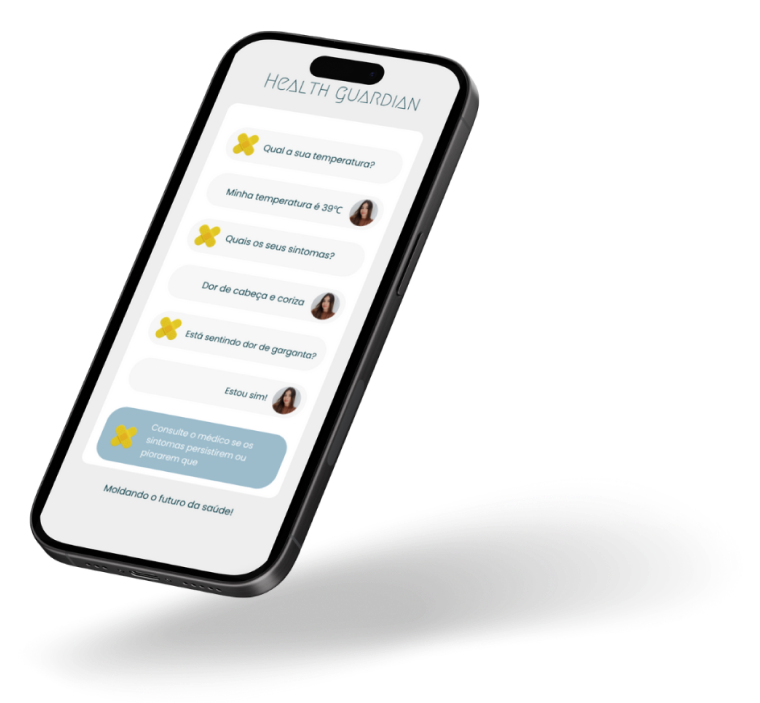 HEALTH GUARDIAN
Qual a sua temperatura?
Minha temperatura é 39°C
Quais os seus sintomas?
Dor de cabeça e coriza
Está sentindo dor de garganta?
Estou sim!
Consulte o médico se os
sintomas persistirem ou
piorarem que
Moldando o futuro da saúde!